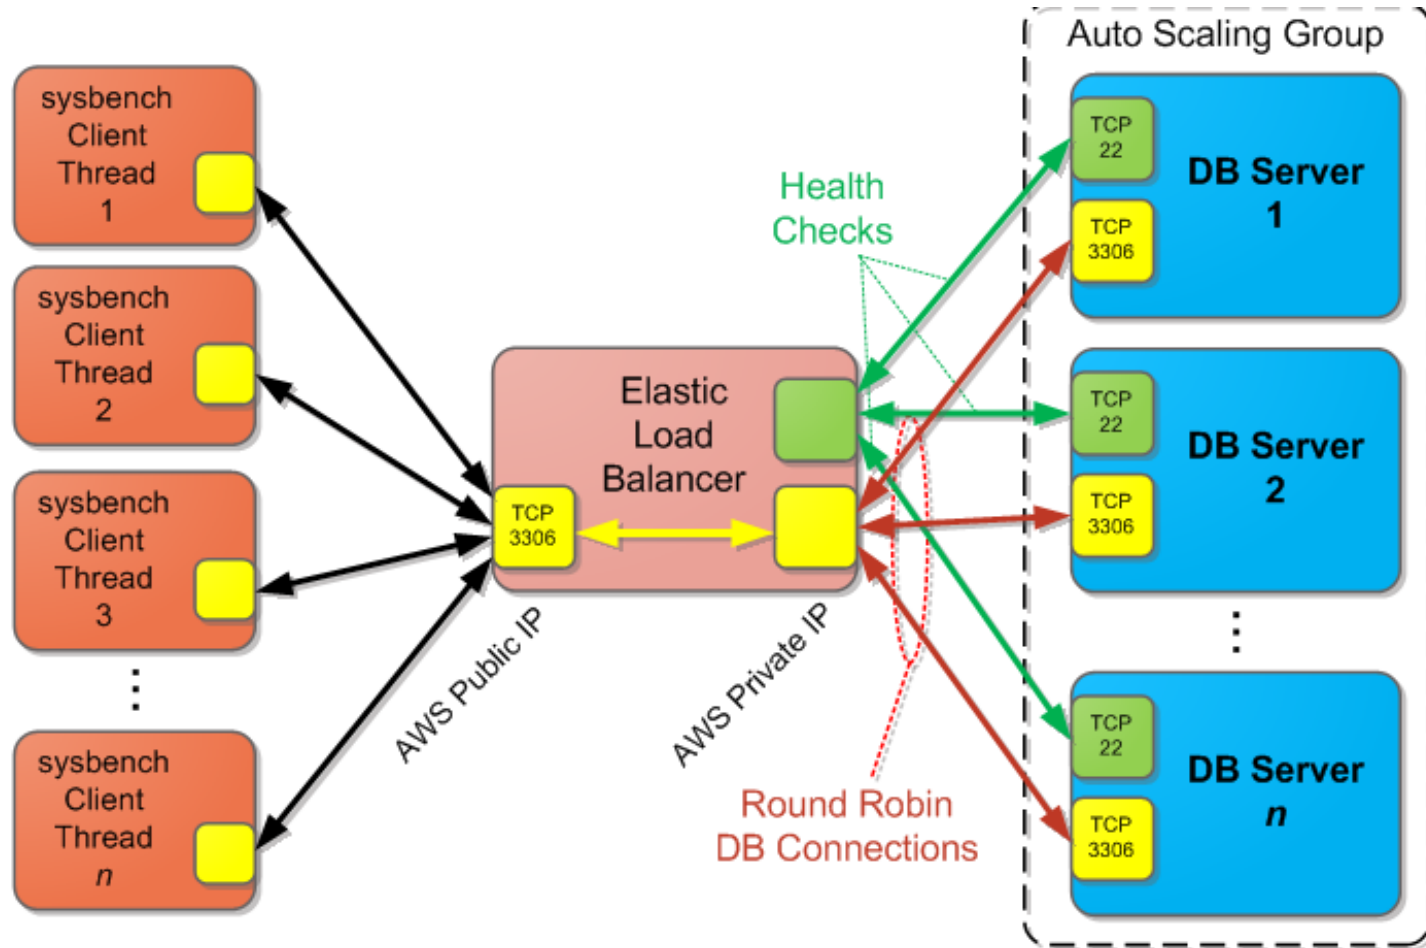 Auto Scaling Group
sysbench
Client
Thread
1
sysbench
Client
Thread
2
sysbench
Client
Thread
3
⋮
sysbench
Client
Thread
n
Elastic
Load
Balancer
TCP
3306
AWS Public IP
AWS Private IP
Health
Checks
Round Robin
DB Connections
TCP
22
TCP
3306
DB Server
1
TCP
22
TCP
3306
DB Server
2
⋮
TCP
22
TCP
3306
DB Server
n